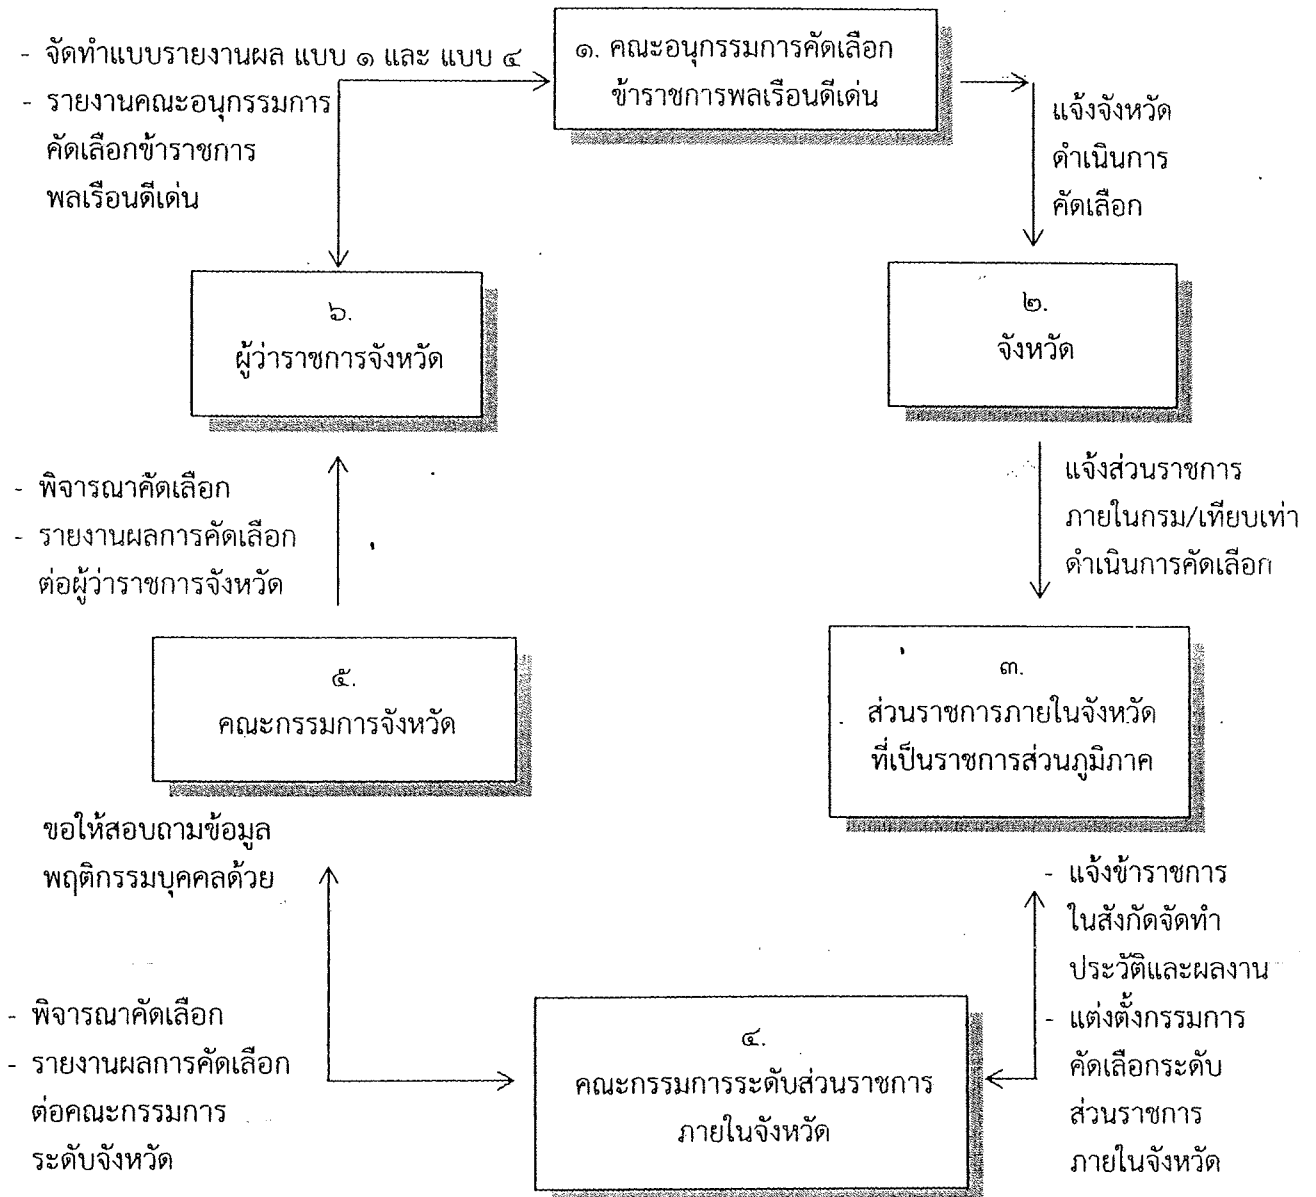 ๑. คณะอนุกรรมการคัดเลือก
ข้าราชการพลเรือนดีเด่น
- จัดทำแบบรายงานผล แบบ ๑ และ แบบ ๔
- รายงานคณะอนุกรรมการ
คัดเลือกข้าราชการ
พลเรือนดีเด่น
แจ้งจังหวัด
ดำเนินการ
คัดเลือก
๖.
ผู้ว่าราชการจังหวัด
๒.
จังหวัด
- พิจารณาคัดเลือก
- รายงานผลการคัดเลือก
ต่อผู้ว่าราชการจังหวัด
แจ้งส่วนราชการ
ภายในกรม/เทียบเท่า
ดำเนินการคัดเลือก
๕.
คณะกรรมการจังหวัด
๓.
ส่วนราชการภายในจังหวัด
ที่เป็นราชการส่วนภูมิภาค
ขอให้สอบถามข้อมูล
พฤติกรรมบุคคลด้วย
- แจ้งข้าราชการ
ในสังกัดจัดทำ
ประวัติและผลงาน
- แต่งตั้งกรรมการ
คัดเลือกระดับ
ส่วนราชการ
ภายในจังหวัด
- พิจารณาคัดเลือก
- รายงานผลการคัดเลือก
ต่อคณะกรรมการ
ระดับจังหวัด
๔.
คณะกรรมการระดับส่วนราชการ
ภายในจังหวัด